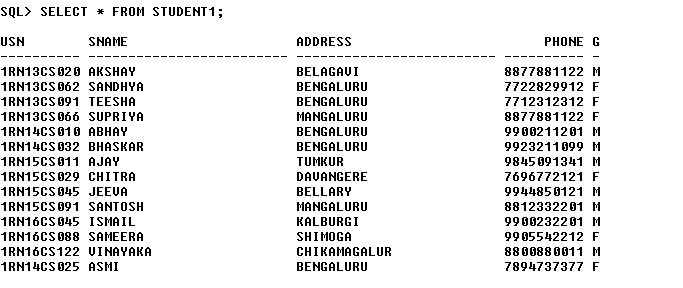 SQL> SELECT * FROM STUDENT1;
USN        SNAME                     ADDRESS                        PHONE G
---------- ------------------------- ------------------------- ---------- -
1RN13CS020 AKSHAY                    BELAGAVI                  8877881122 M
1RN13CS062 SANDHYA                   BENGALURU                 7722829912 F
1RN13CS091 TEESHA                    BENGALURU                 7712312312 F
1RN13CS066 SUPRIYA                   MANGALURU                 8877881122 F
1RN14CS010 ABHAY                     BENGALURU                 9900211201 M
1RN14CS032 BHASKAR                   BENGALURU                 9923211099 M
1RN15CS011 AJAY                      TUMKUR                    9845091341 M
1RN15CS029 CHITRA                    DAVANGERE                 7696772121 F
1RN15CS045 JEEVA                     BELLARY                   9944850121 M
1RN15CS091 SANTOSH                   MANGALURU                 8812332201 M
1RN16CS045 ISMAIL                    KALBURGI                  9900232201 M
1RN16CS088 SAMEERA                   SHIMOGA                   9905542212 F
1RN16CS122 VINAYAKA                  CHIKAMAGALUR              8800880011 M
1RN14CS025 ASMI                      BENGALURU                 7894737377 F